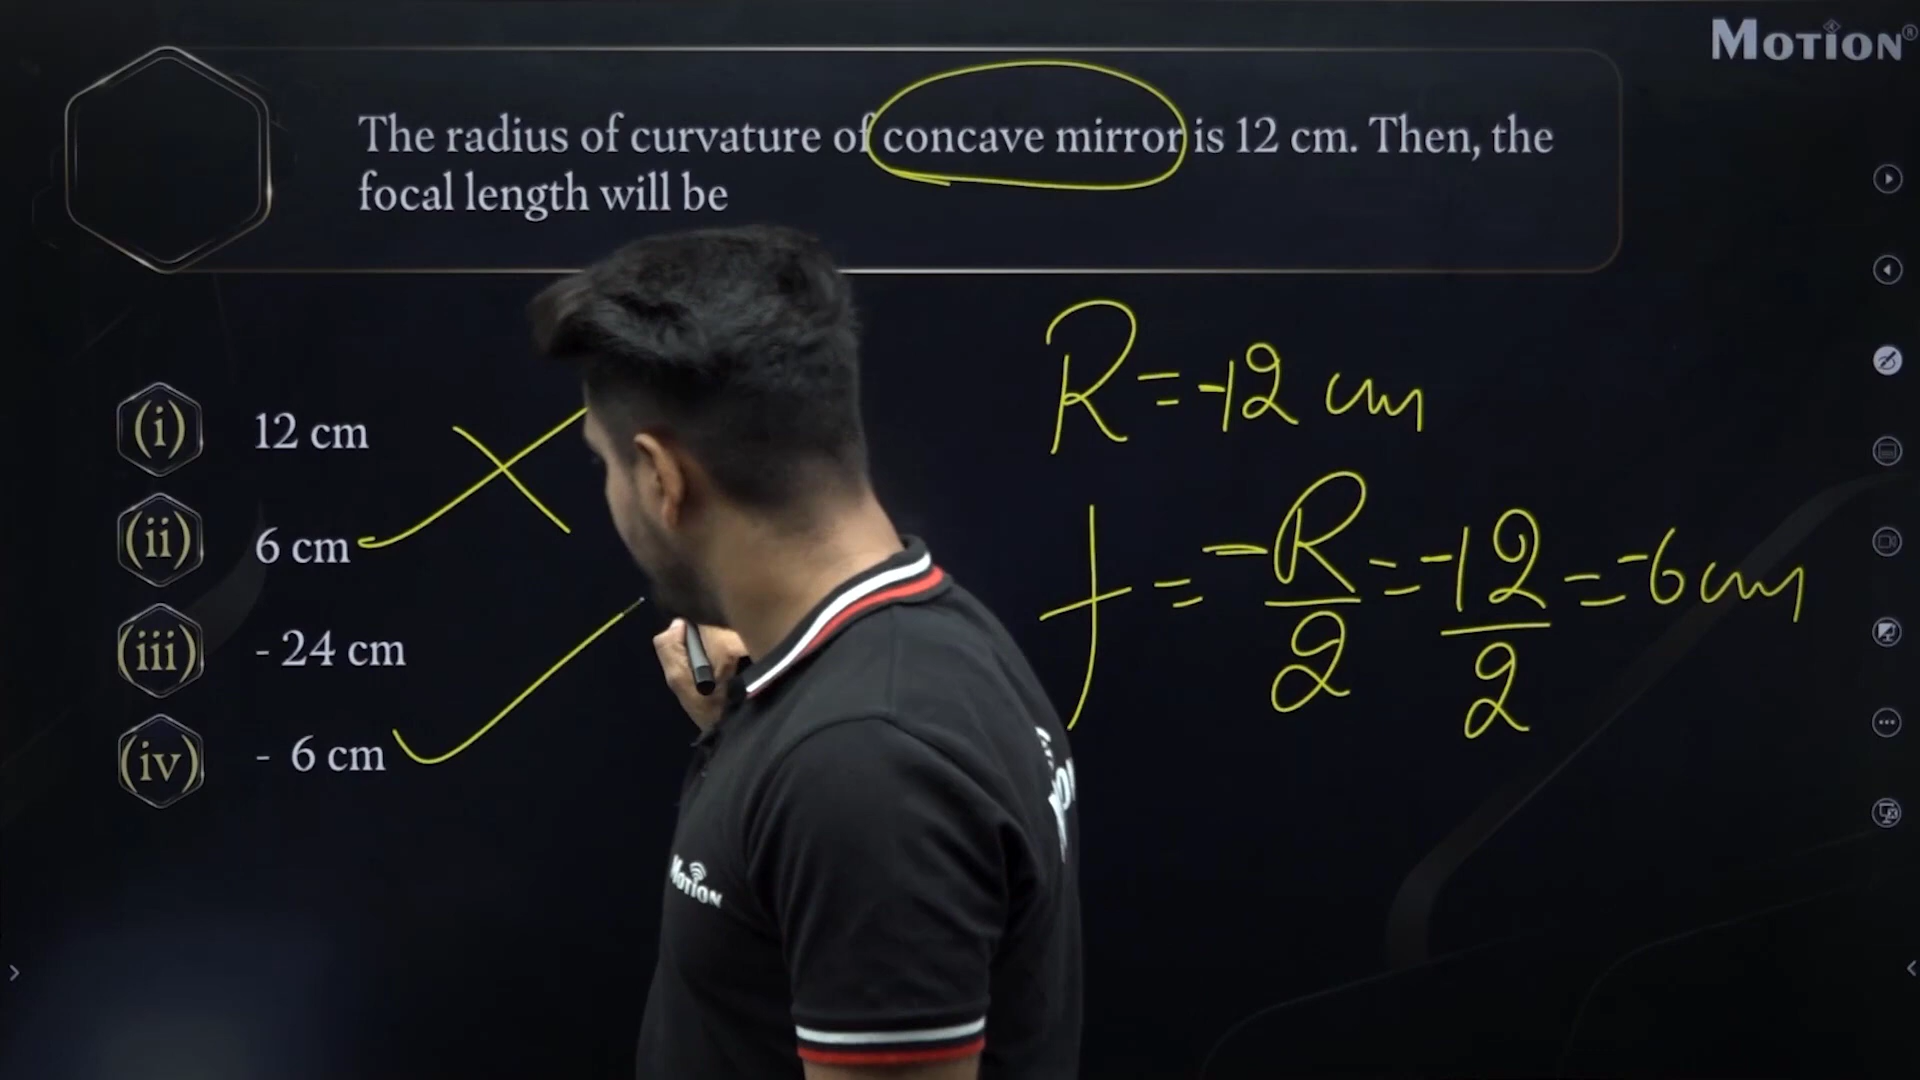 MOTION®
The radius of curvature of concave mirror is 12 cm. Then, the
focal length will be
(i) 12 cm
(ii) 6 cm
(iii) - 24 cm
(iv) - 6 cm
R = -12 cm
f = -R/2 = -12/2 = -6 cm
MOTION